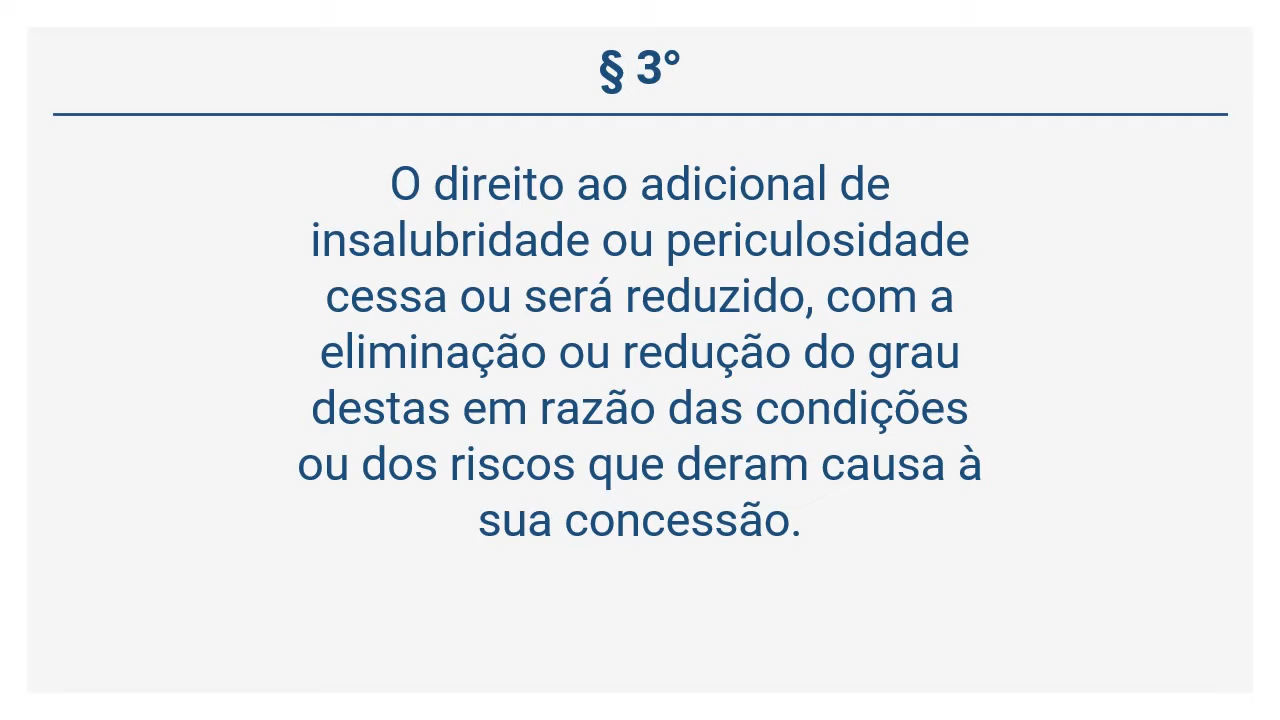 § 3°
O direito ao adicional de
insalubridade ou periculosidade
cessa ou será reduzido, com a
eliminação ou redução do grau
destas em razão das condições
ou dos riscos que deram causa à
sua concessão.